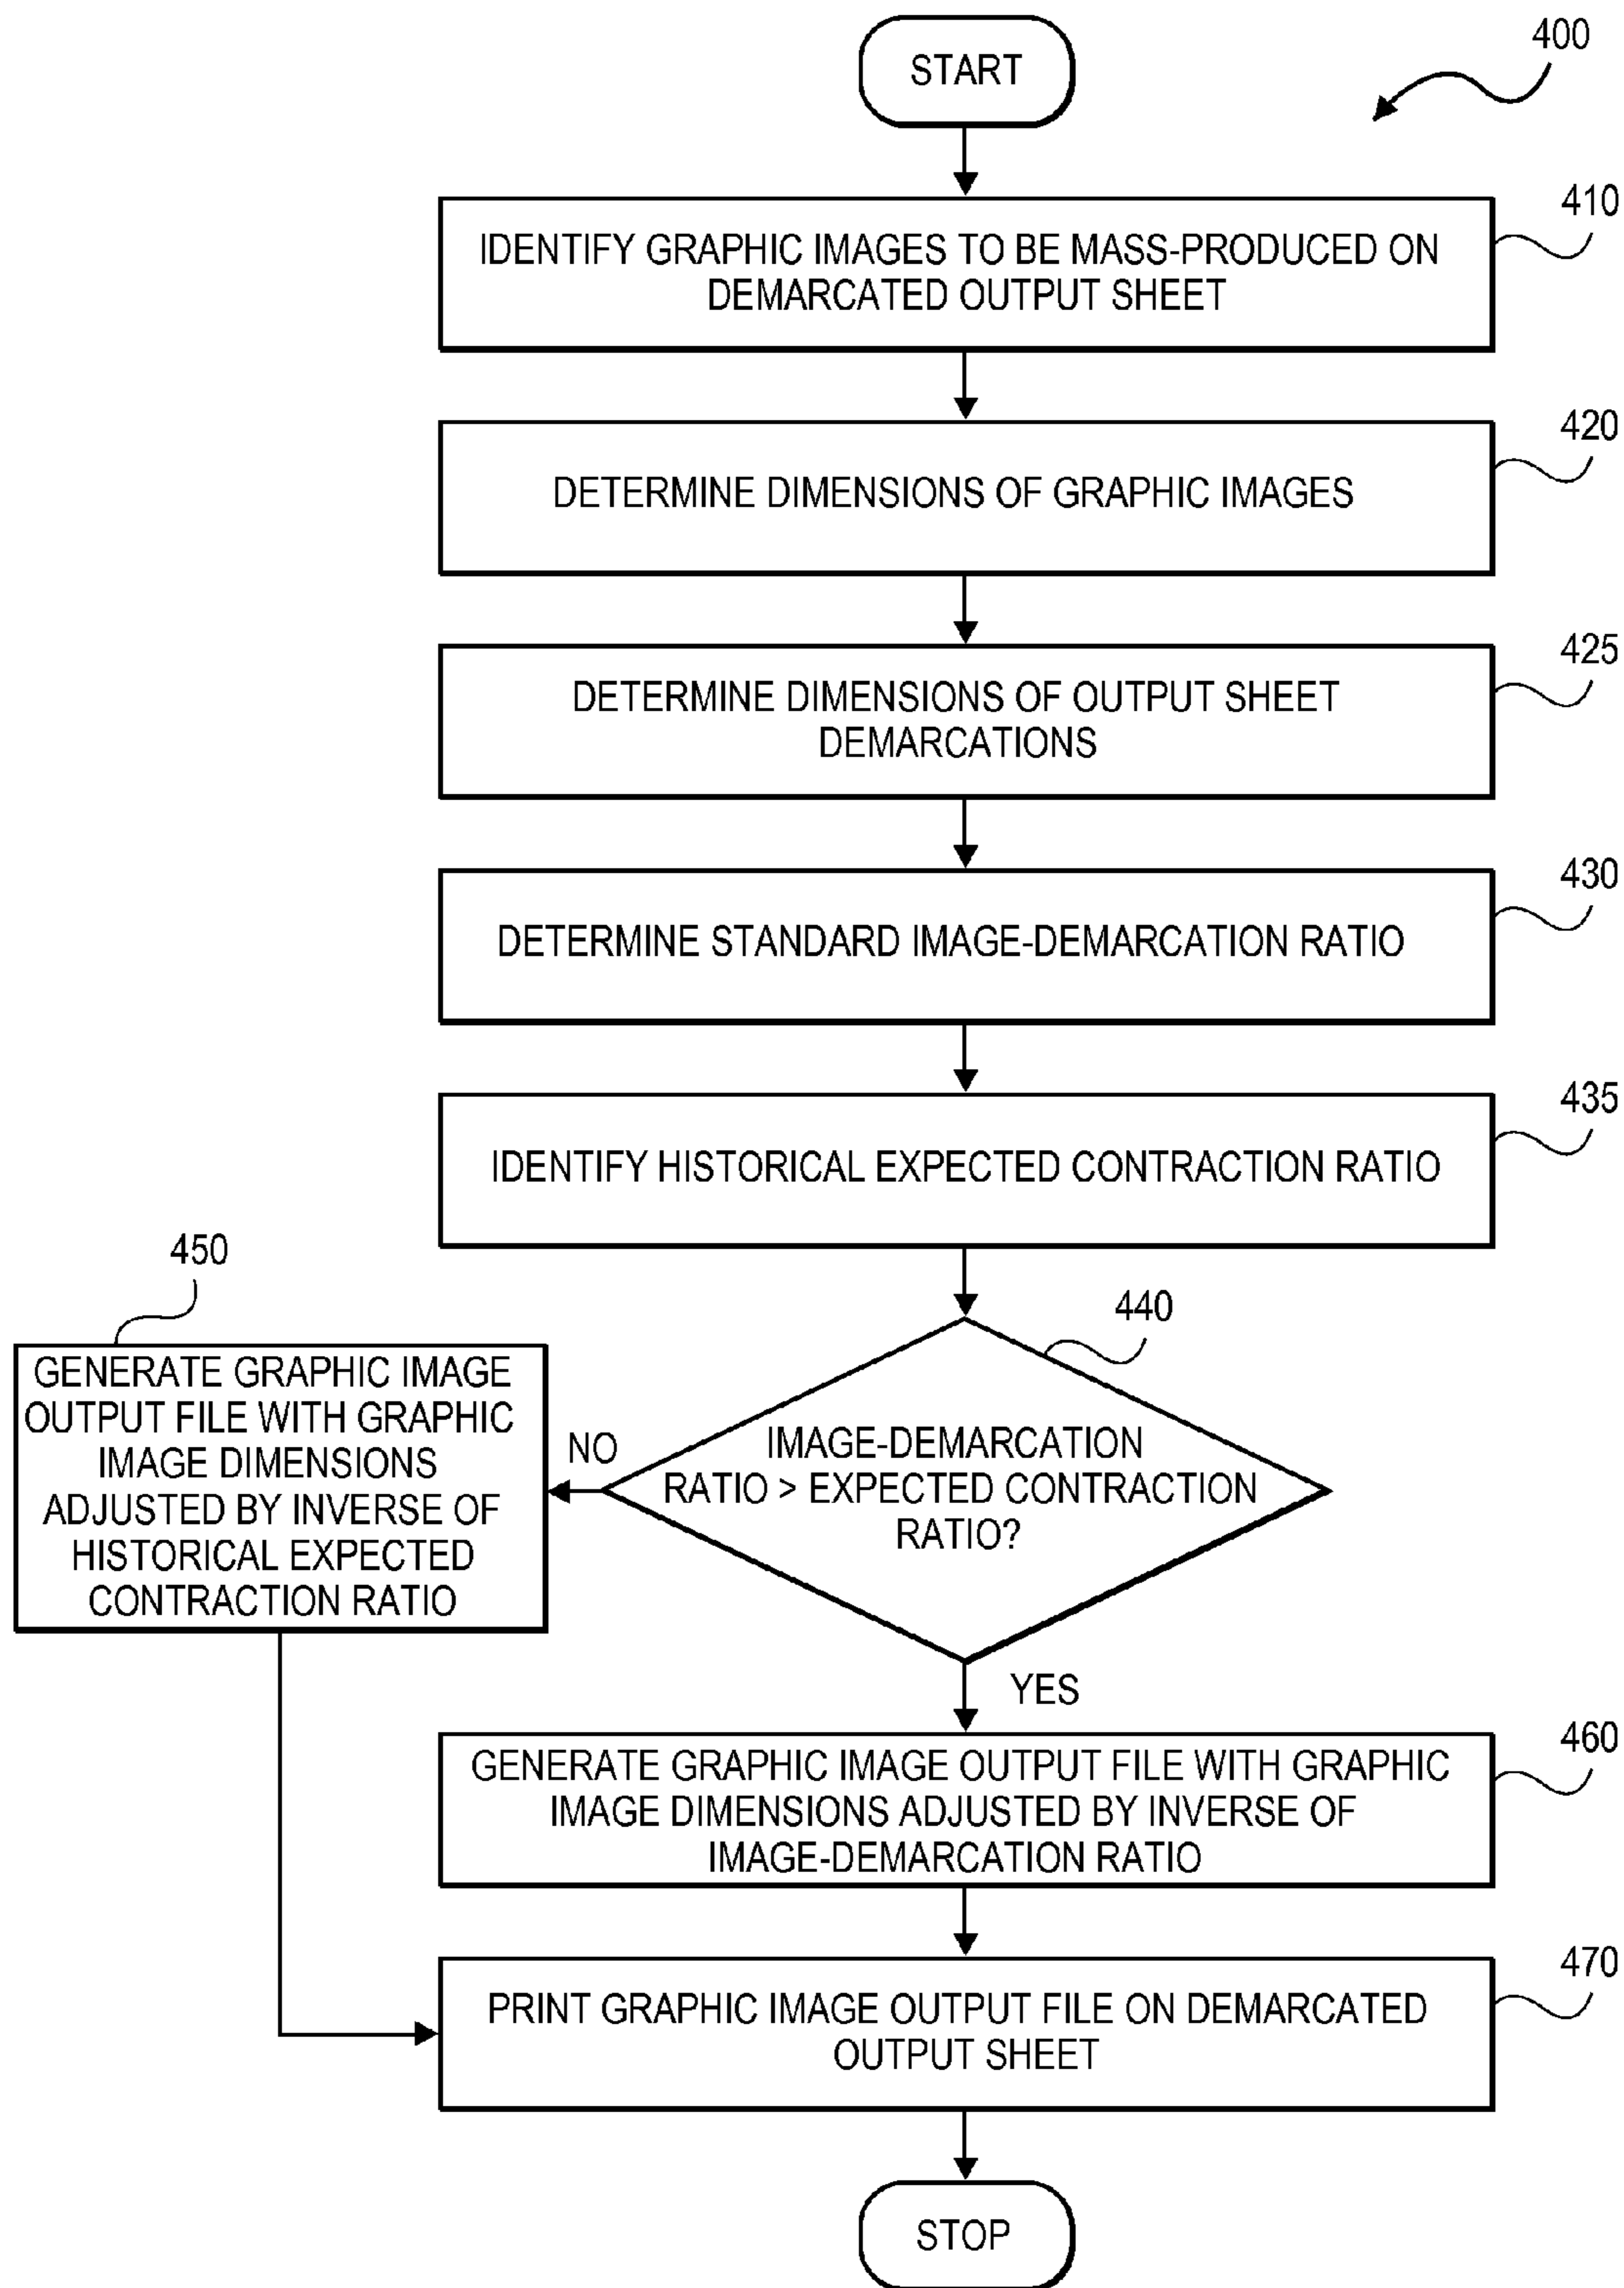 START
400
IDENTIFY GRAPHIC IMAGES TO BE MASS-PRODUCED ON
DEMARCATED OUTPUT SHEET
410
DETERMINE DIMENSIONS OF GRAPHIC IMAGES
420
DETERMINE DIMENSIONS OF OUTPUT SHEET
DEMARCATIONS
425
DETERMINE STANDARD IMAGE-DEMARCATION RATIO
430
IDENTIFY HISTORICAL EXPECTED CONTRACTION RATIO
435
IMAGE-DEMARCATION
RATIO > EXPECTED CONTRACTION
RATIO?
440
NO
450
GENERATE GRAPHIC IMAGE
OUTPUT FILE WITH GRAPHIC
IMAGE DIMENSIONS
ADJUSTED BY INVERSE OF
HISTORICAL EXPECTED
CONTRACTION RATIO
YES
GENERATE GRAPHIC IMAGE OUTPUT FILE WITH GRAPHIC
IMAGE DIMENSIONS ADJUSTED BY INVERSE OF
IMAGE-DEMARCATION RATIO
460
PRINT GRAPHIC IMAGE OUTPUT FILE ON DEMARCATED
OUTPUT SHEET
470
STOP